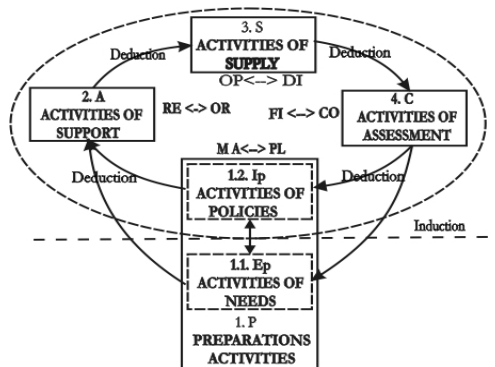 3. S
ACTIVITIES OF
SUPPLY
OP<--> DI
Deduction
Deduction
2. A
ACTIVITIES OF
SUPPORT
RE <-> OR
FI <--> CO
4. C
ACTIVITIES OF
ASSESSMENT
M A<--> PL
Deduction
Deduction
1.2. Ip
ACTIVITIES OF
POLICIES
Induction
1.1. Ep
ACTIVITIES OF
NEEDS
1. P
PREPARATIONS
ACTIVITIES